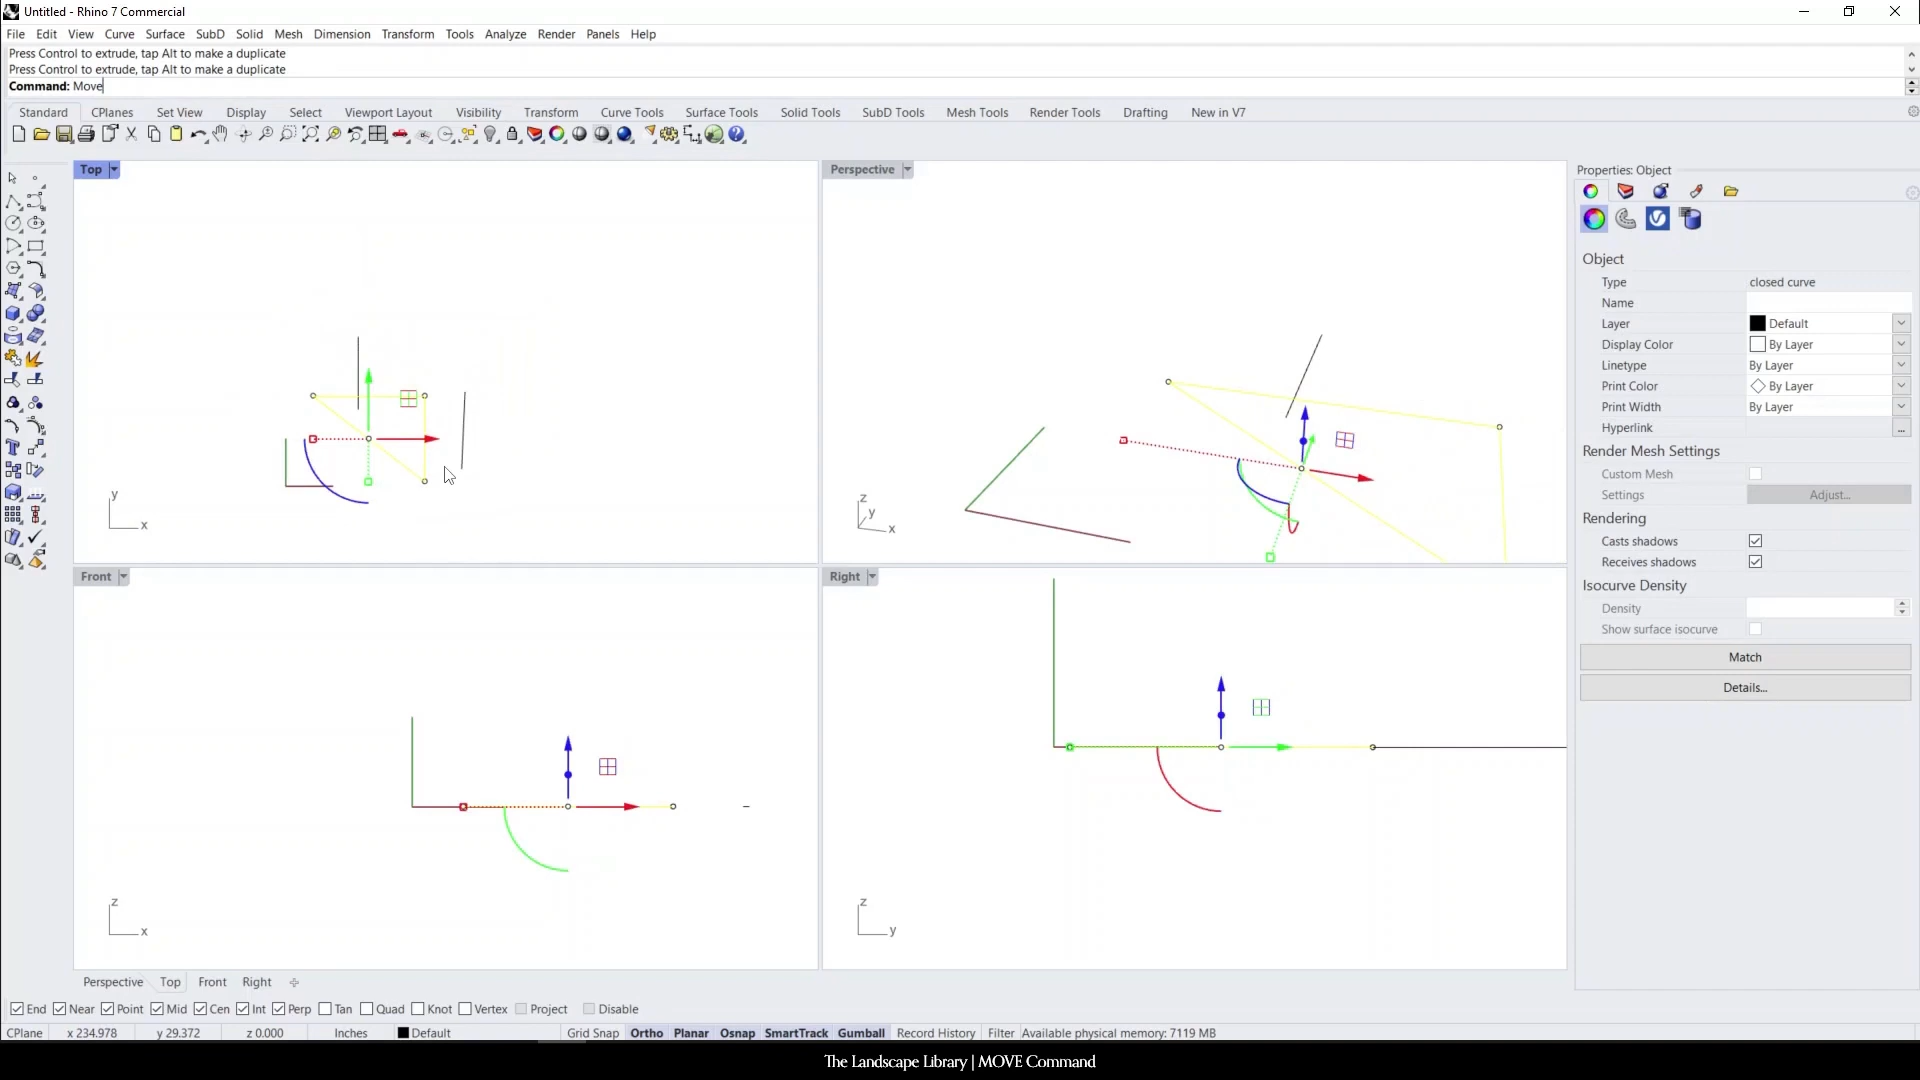 Untitled - Rhino 7 Commercial
File Edit View Curve Surface SubD Solid Mesh Dimension Transform Tools Analyze Render Panels Help
Press Control to extrude, tap Alt to make a duplicate
Press Control to extrude, tap Alt to make a duplicate
Command: Move
Standard CPlanes Set View Display Select Viewport Layout Visibility Transform Curve Tools Surface Tools Solid Tools SubD Tools Mesh Tools Render Tools Drafting New in V7
Top
y
x
Perspective
z
y
x
Front
z
x
Right
z
y
Properties: Object
Object
Type closed curve
Name
Layer Default
Display Color By Layer
Linetype By Layer
Print Color By Layer
Print Width By Layer
Hyperlink ...
Render Mesh Settings
Custom Mesh
Settings Adjust...
Rendering
Casts shadows
Receives shadows
Isocurve Density
Density
Show surface isocurve
Match
Details...
Perspective Top Front Right
End Near Point Mid Cen Int Perp Tan Quad Knot Vertex Project Disable
CPlane x 234.978 y 29.372 z 0.000 Inches Default Grid Snap Ortho Planar Osnap SmartTrack Gumball Record History Filter Available physical memory: 7119 MB
The Landscape Library | MOVE Command